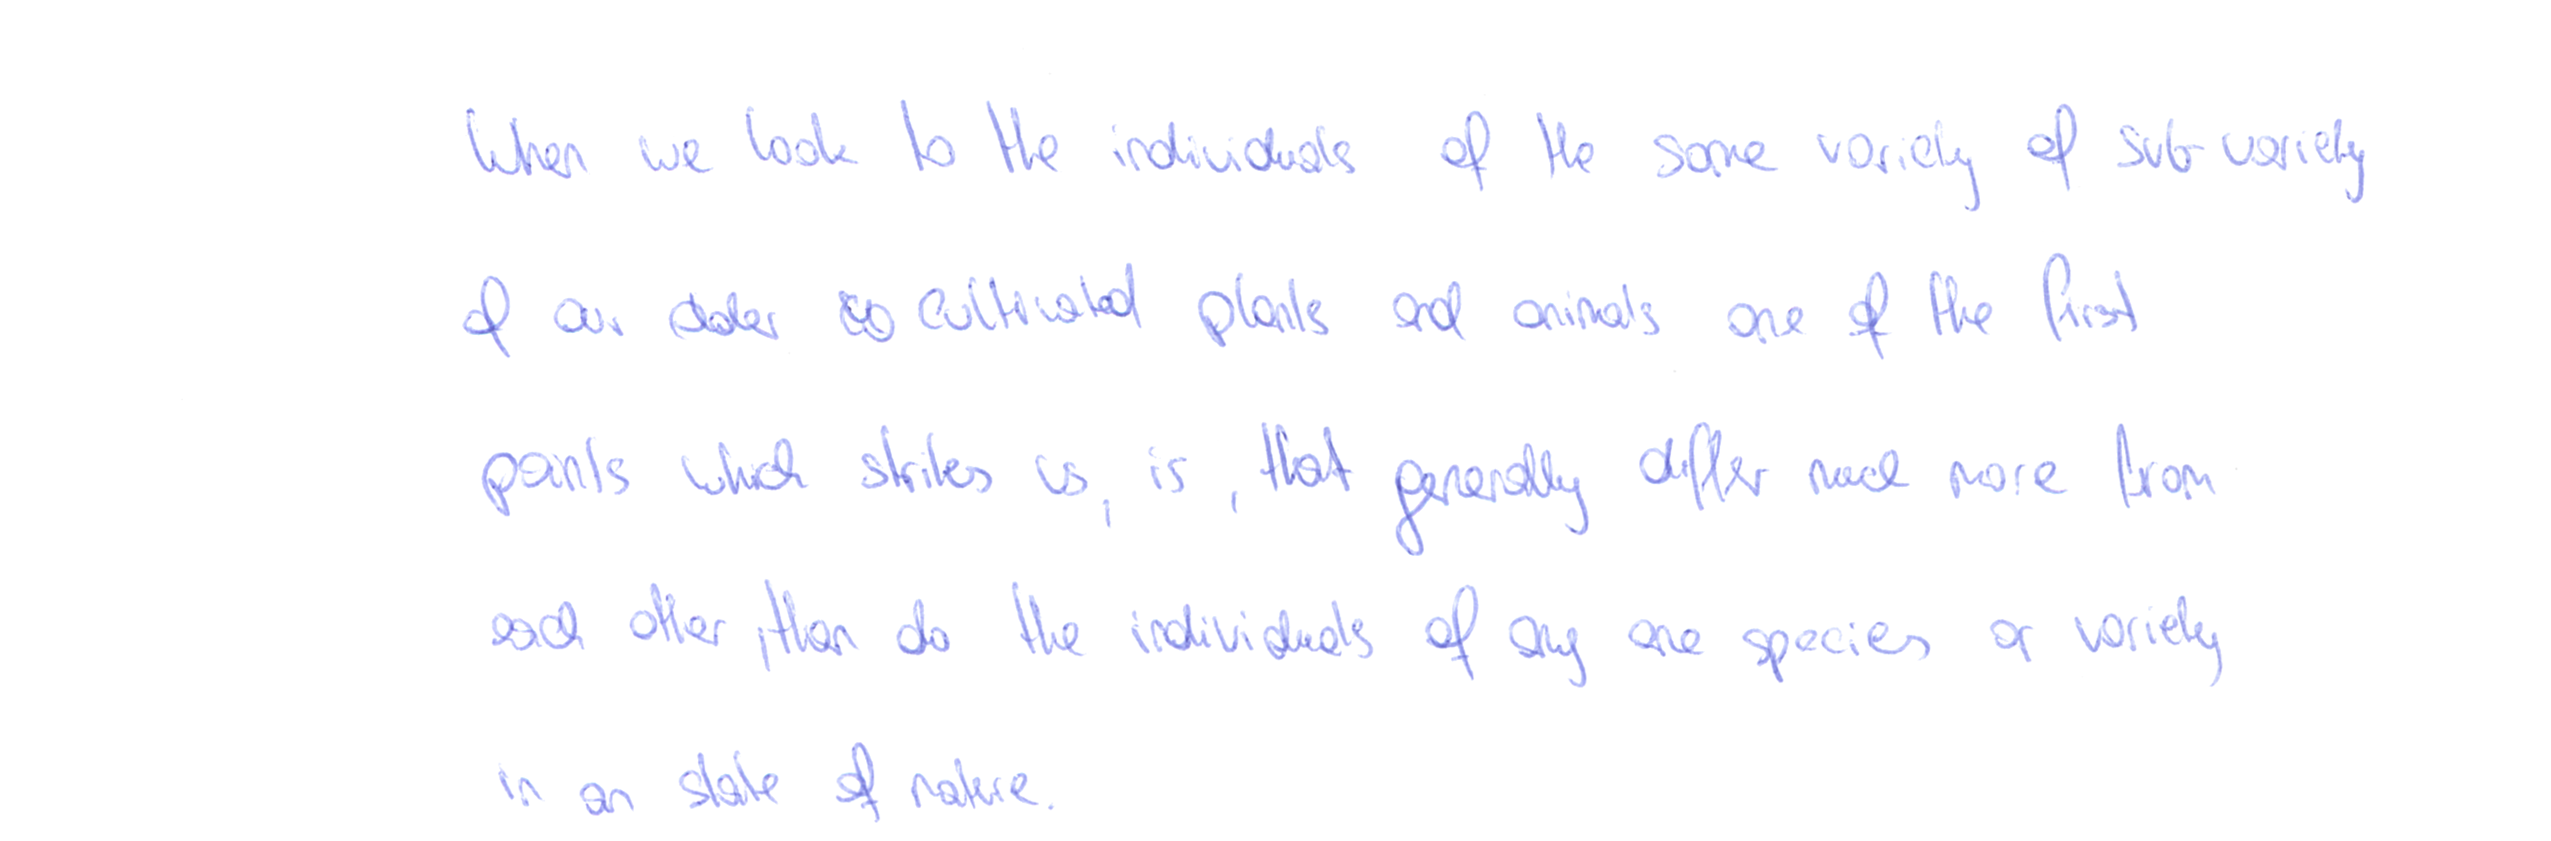 When we look to the individuals of the same variety of sub-variety
of our older cultivated plants and animals one of the first
points which strikes us, is, that generally differ much more from
each other, than do the individuals of any one species or variety
in an state of nature.